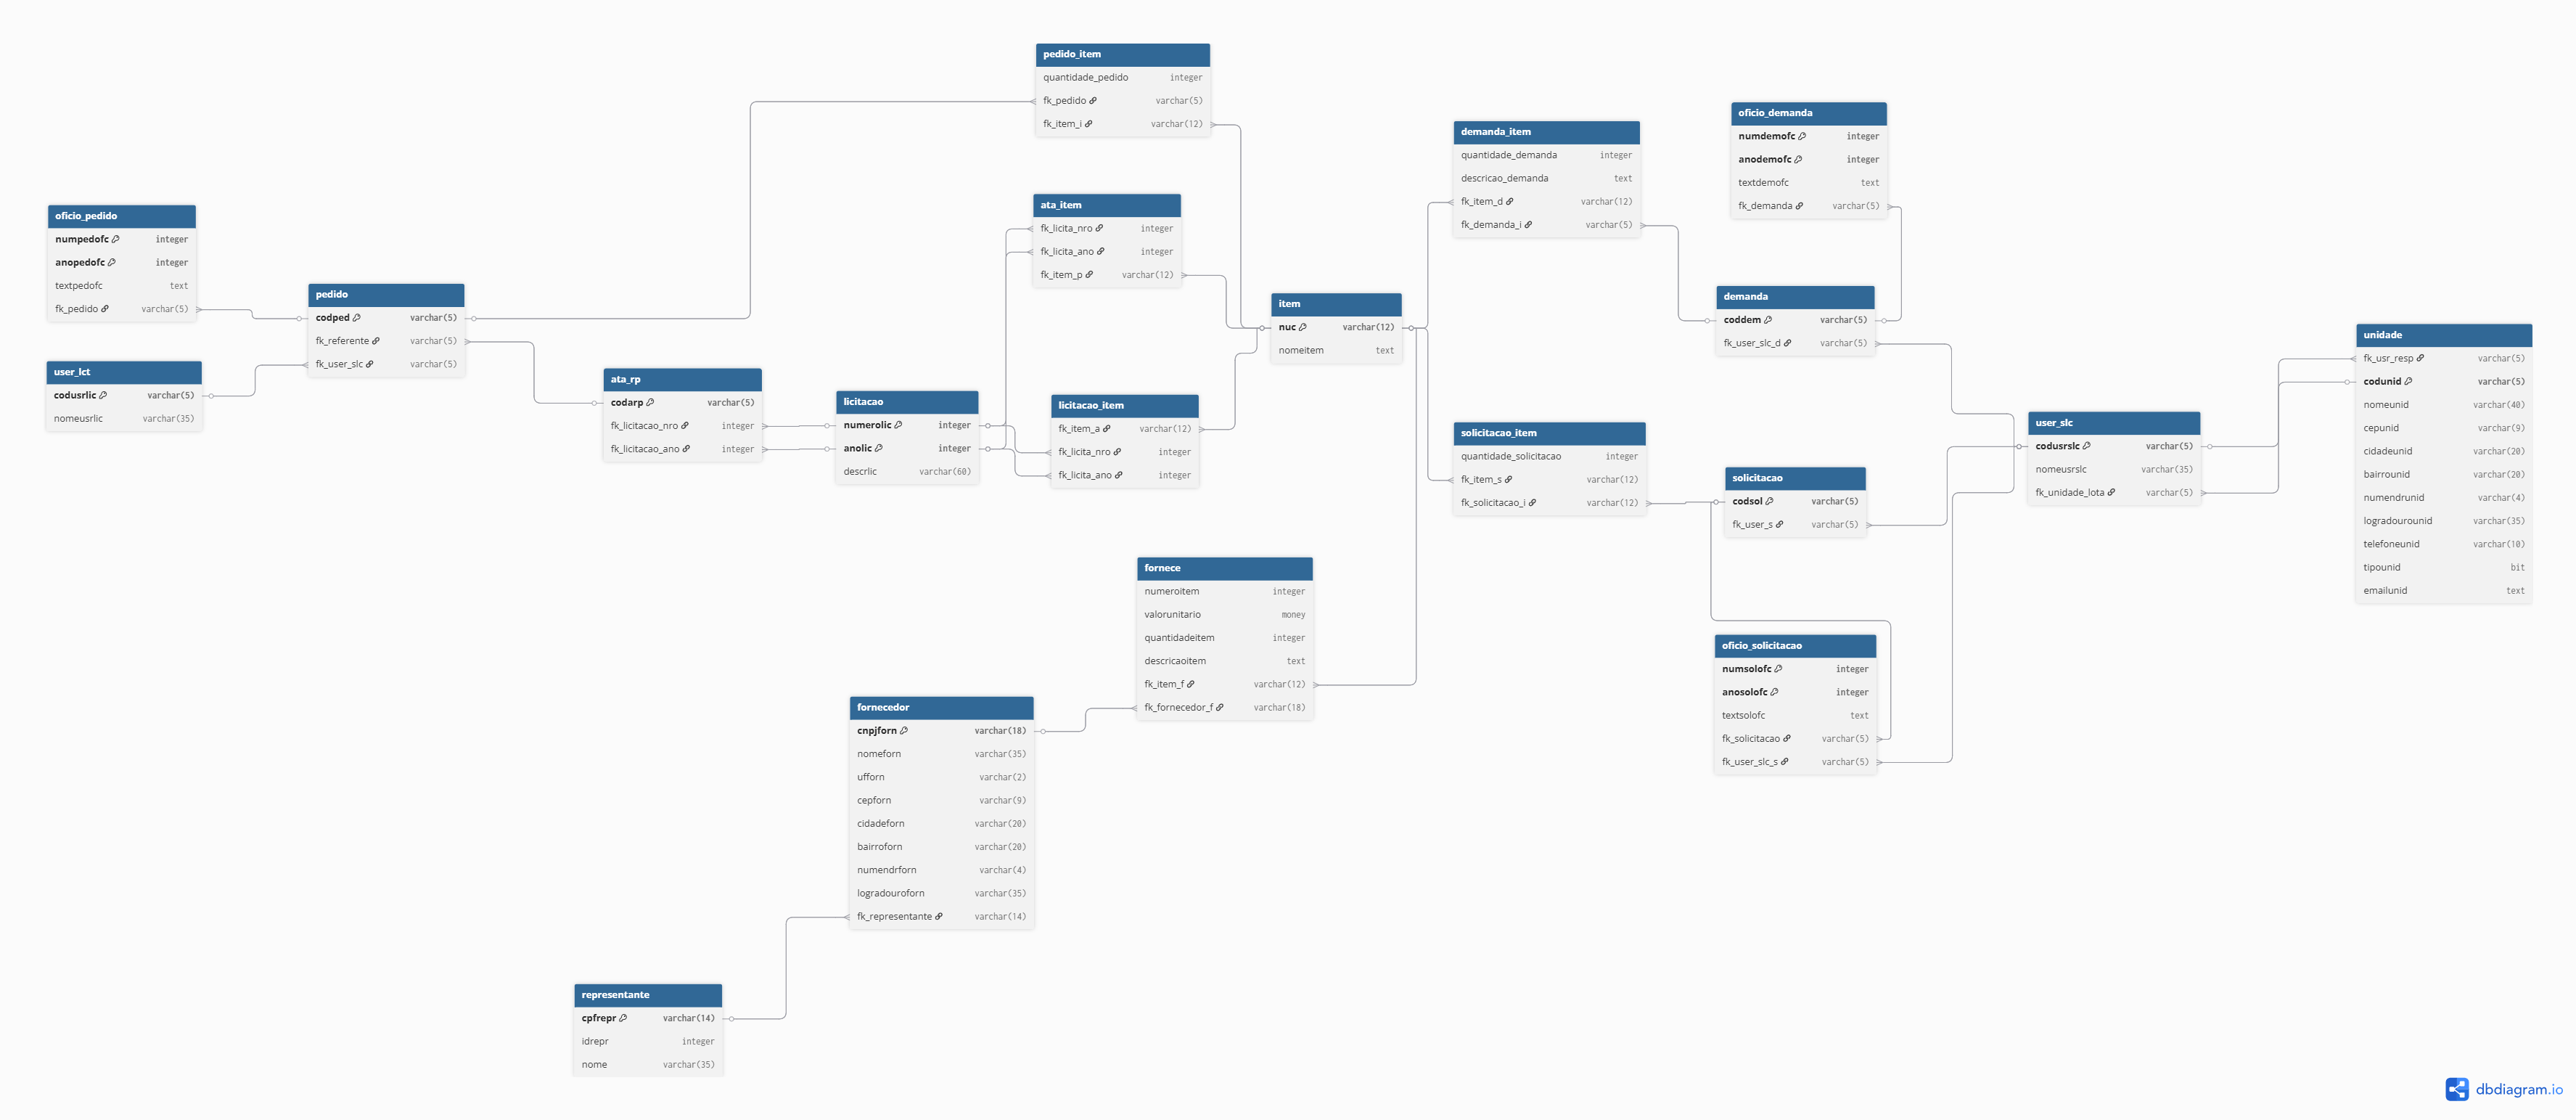 pedido_item
quantidade_pedido integer
fk_pedido varchar(5)
fk_item_i varchar(12)
oficio_demanda
numdemofc integer
anodemofc integer
textdemofc text
fk_demanda varchar(5)
demanda_item
quantidade_demanda integer
descricao_demanda text
fk_item_d varchar(12)
fk_demanda_i varchar(5)
ata_item
fk_licita_nro integer
fk_licita_ano integer
fk_item_p varchar(12)
oficio_pedido
numpedofc integer
anopedofc integer
textpedofc text
fk_pedido varchar(5)
pedido
codped varchar(5)
fk_referente varchar(5)
fk_user_slc varchar(5)
item
nuc varchar(12)
nomeitem text
demanda
coddem varchar(5)
fk_user_slc_d varchar(5)
unidade
fk_usr_resp varchar(5)
codunid varchar(5)
nomeunid varchar(40)
cepunid varchar(9)
cidadeunid varchar(20)
bairrounid varchar(20)
numendrunid varchar(4)
logradourounid varchar(35)
telefoneunid varchar(10)
tipounid bit
emailunid text
user_lct
codusrlic varchar(5)
nomeusrlic varchar(35)
ata_rp
codarp varchar(5)
fk_licitacao_nro integer
fk_licitacao_ano integer
licitacao
numerolic integer
anolic integer
descrlic varchar(60)
licitacao_item
fk_item_a varchar(12)
fk_licita_nro integer
fk_licita_ano integer
solicitacao_item
quantidade_solicitacao integer
fk_item_s varchar(12)
fk_solicitacao_i varchar(12)
solicitacao
codsol varchar(5)
fk_user_s varchar(5)
user_slc
codusrslc varchar(5)
nomeusrslc varchar(35)
fk_unidade_lota varchar(5)
fornece
numeroitem integer
valorunitario money
quantidadeitem integer
descricaoitem text
fk_item_f varchar(12)
fk_fornecedor_f varchar(18)
oficio_solicitacao
numsolofc integer
anosolofc integer
textsolofc text
fk_solicitacao varchar(5)
fk_user_slc_s varchar(5)
fornecedor
cnpjforn varchar(18)
nomeforn varchar(35)
ufforn varchar(2)
cepforn varchar(9)
cidadeforn varchar(20)
bairroforn varchar(20)
numendrforn varchar(4)
logradouroforn varchar(35)
fk_representante varchar(14)
representante
cpfrepr varchar(14)
idrepr integer
nome varchar(35)
dbdiagram.io